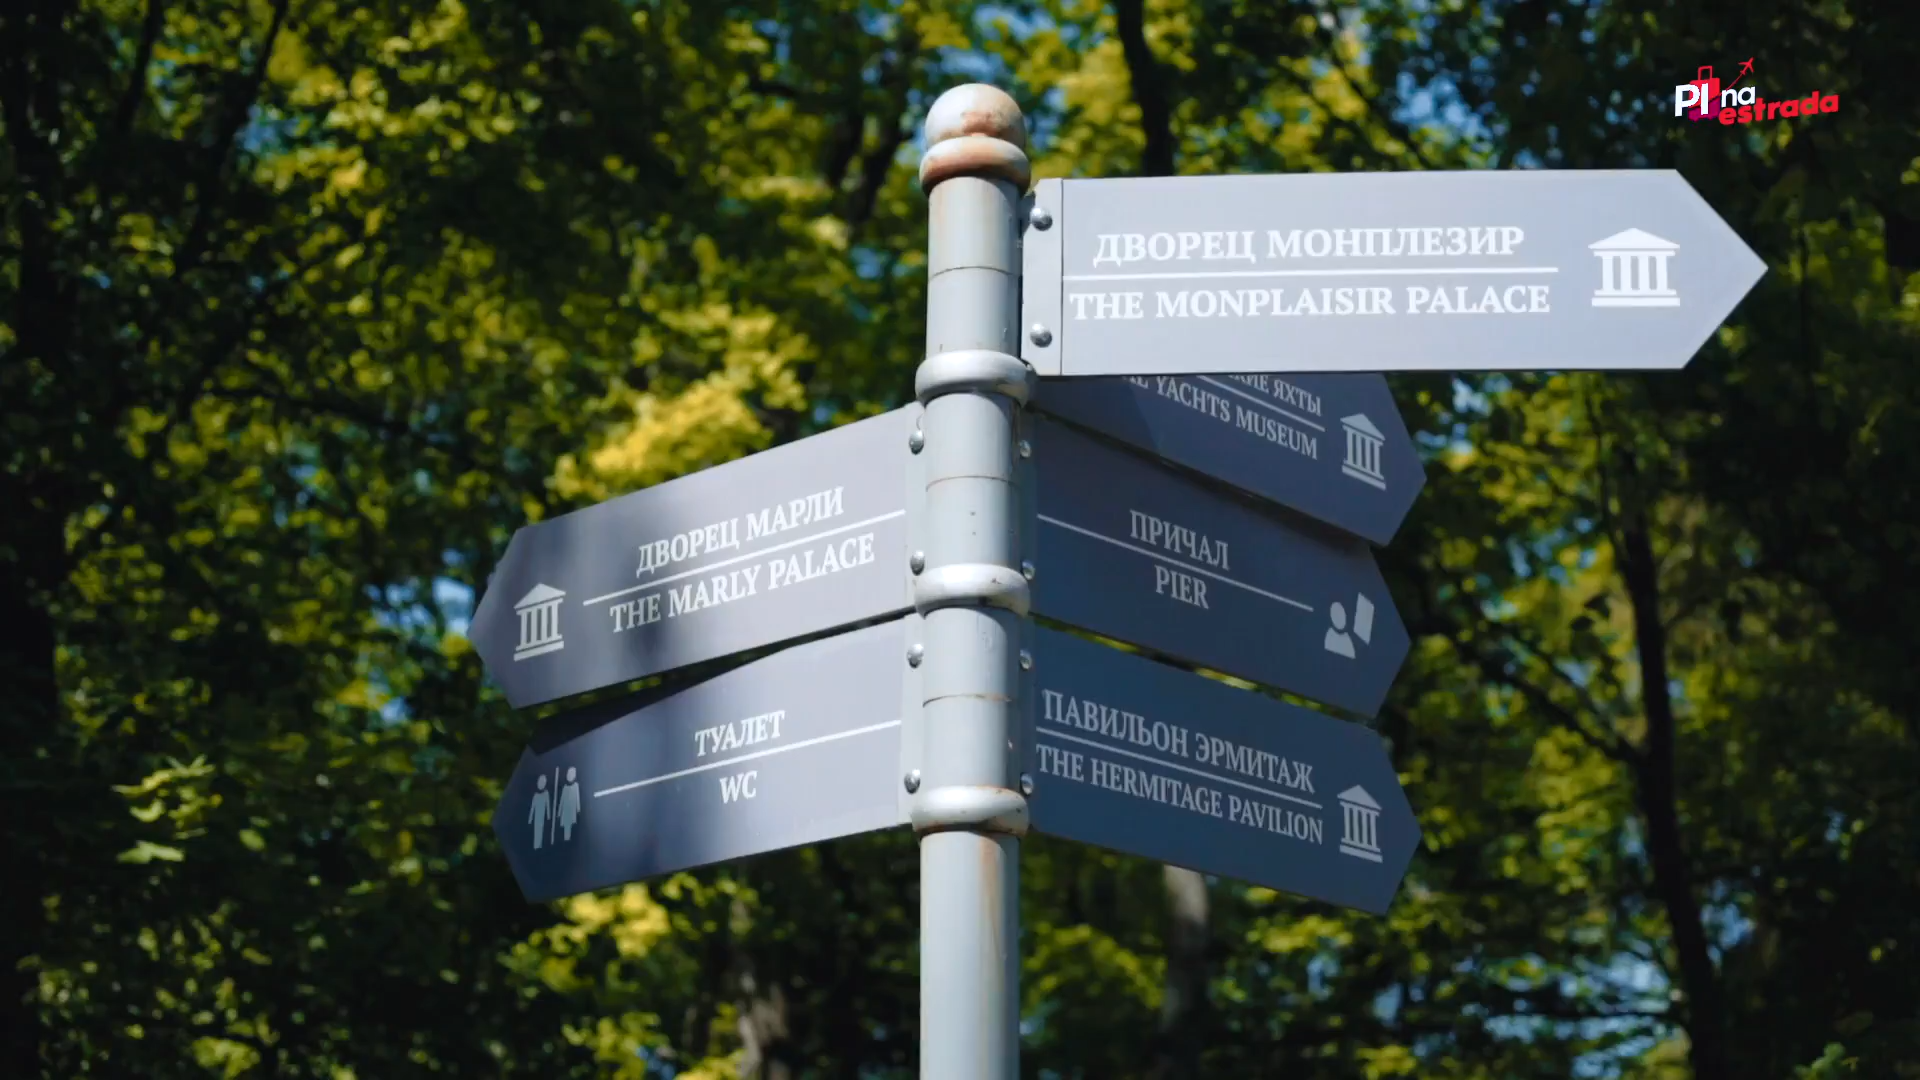 PI na
estrada
ДВОРЕЦ МОНПЛЕЗИР
THE MONPLAISIR PALACE
ЯХТЫ
YACHTS MUSEUM
ДВОРЕЦ МАРЛИ
THE MARLY PALACE
ПРИЧАЛ
PIER
ТУАЛЕТ
WC
ПАВИЛЬОН ЭРМИТАЖ
THE HERMITAGE PAVILION